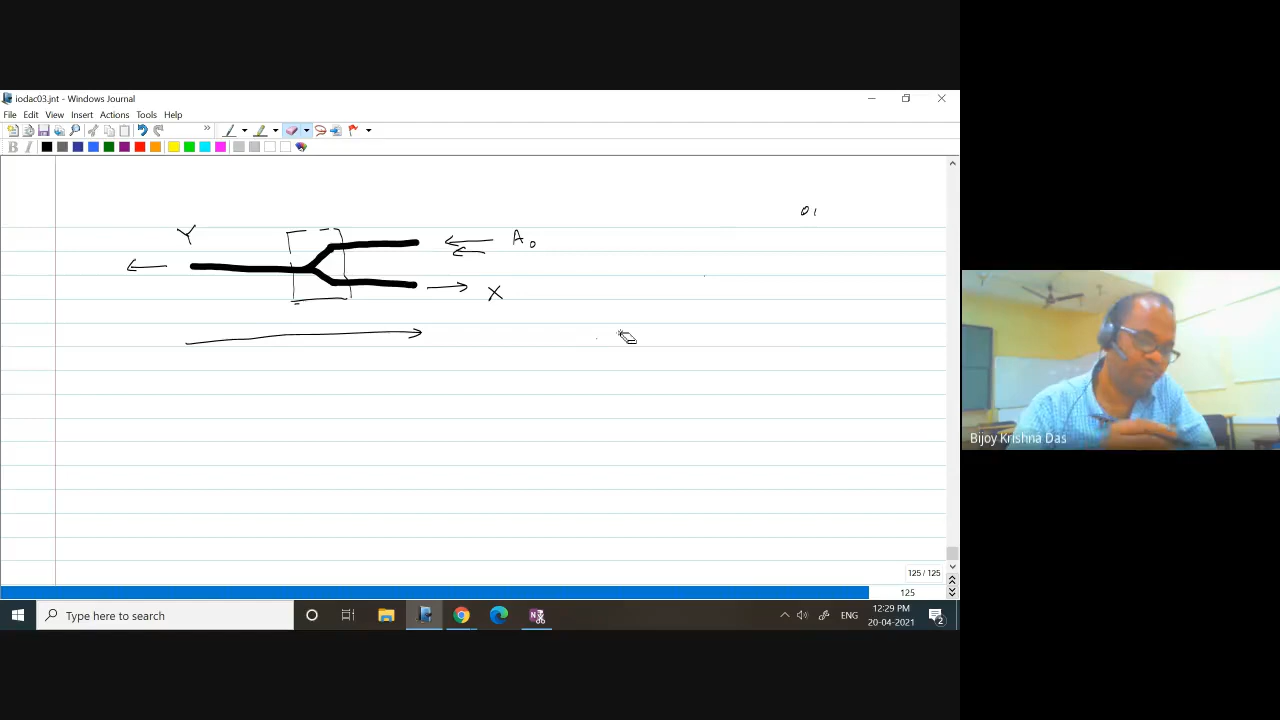 iodac03.jnt - Windows Journal
File Edit View Insert Actions Tools Help
B I
Y
A0
X
01
125 / 125
125
Type here to search
ENG
12:29 PM
20-04-2021
2
Bijoy Krishna Das